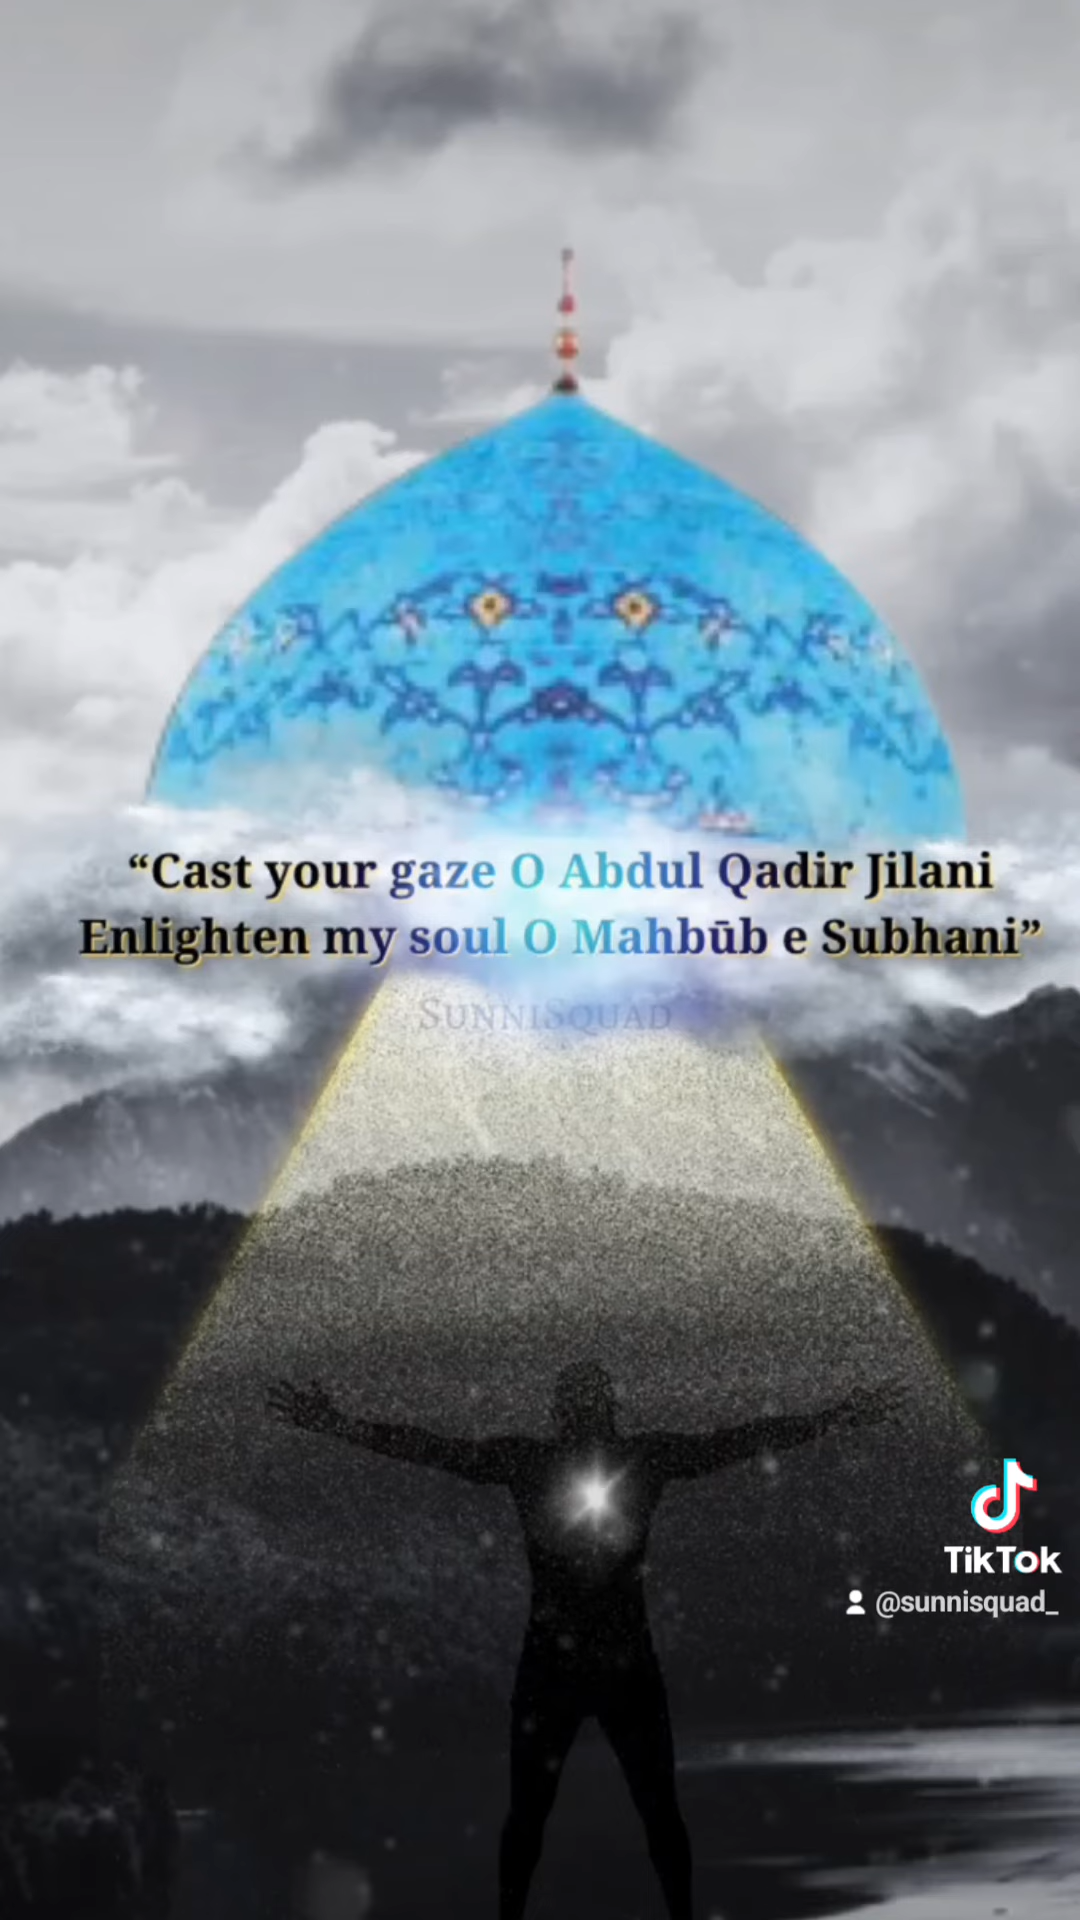 “Cast your gaze O Abdul Qadir Jilani
Enlighten my soul O Mahbūb e Subhani”
SUNNISQUAD
TikTok
@sunnisquad_